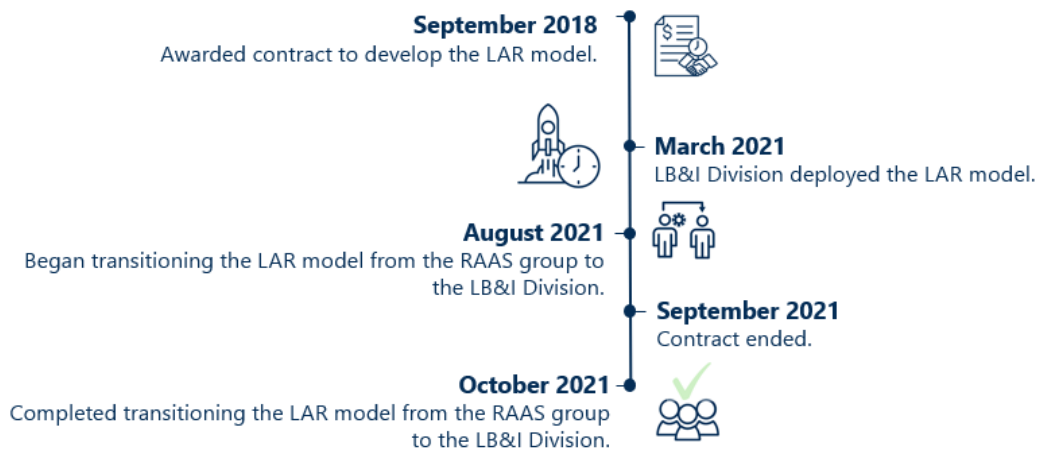 September 2018
Awarded contract to develop the LAR model.
March 2021
LB&I Division deployed the LAR model.
August 2021
Began transitioning the LAR model from the RAAS group to
the LB&I Division.
September 2021
Contract ended.
October 2021
Completed transitioning the LAR model from the RAAS group
to the LB&I Division.